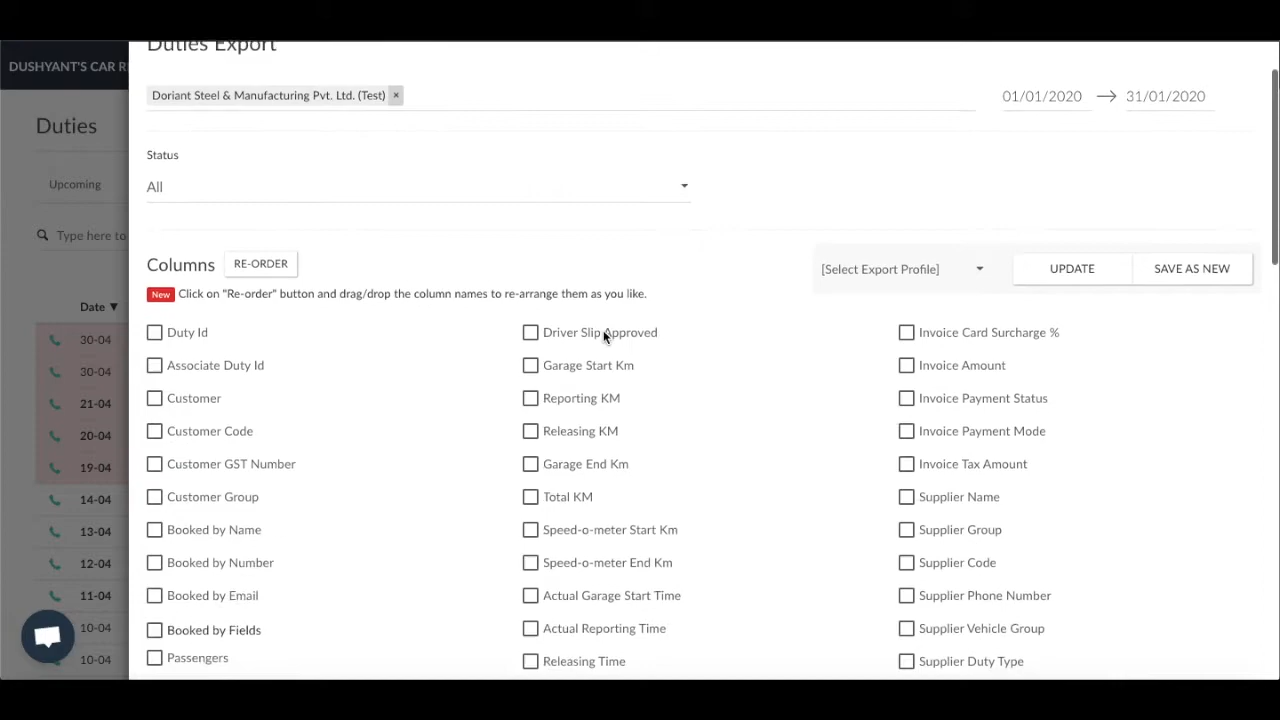 Duties Export
DUSHYANT'S CAR R
Doriant Steel & Manufacturing Pvt. Ltd. (Test) ×
01/01/2020 → 31/01/2020
Duties
Status
Upcoming
All
Type here to
Columns
RE-ORDER
[Select Export Profile]
UPDATE
SAVE AS NEW
New Click on "Re-order" button and drag/drop the column names to re-arrange them as you like.
Date ▼
30-04
30-04
21-04
20-04
19-04
14-04
13-04
12-04
11-04
10-04
10-04
Duty Id
Associate Duty Id
Customer
Customer Code
Customer GST Number
Customer Group
Booked by Name
Booked by Number
Booked by Email
Booked by Fields
Passengers
Driver Slip Approved
Garage Start Km
Reporting KM
Releasing KM
Garage End Km
Total KM
Speed-o-meter Start Km
Speed-o-meter End Km
Actual Garage Start Time
Actual Reporting Time
Releasing Time
Invoice Card Surcharge %
Invoice Amount
Invoice Payment Status
Invoice Payment Mode
Invoice Tax Amount
Supplier Name
Supplier Group
Supplier Code
Supplier Phone Number
Supplier Vehicle Group
Supplier Duty Type